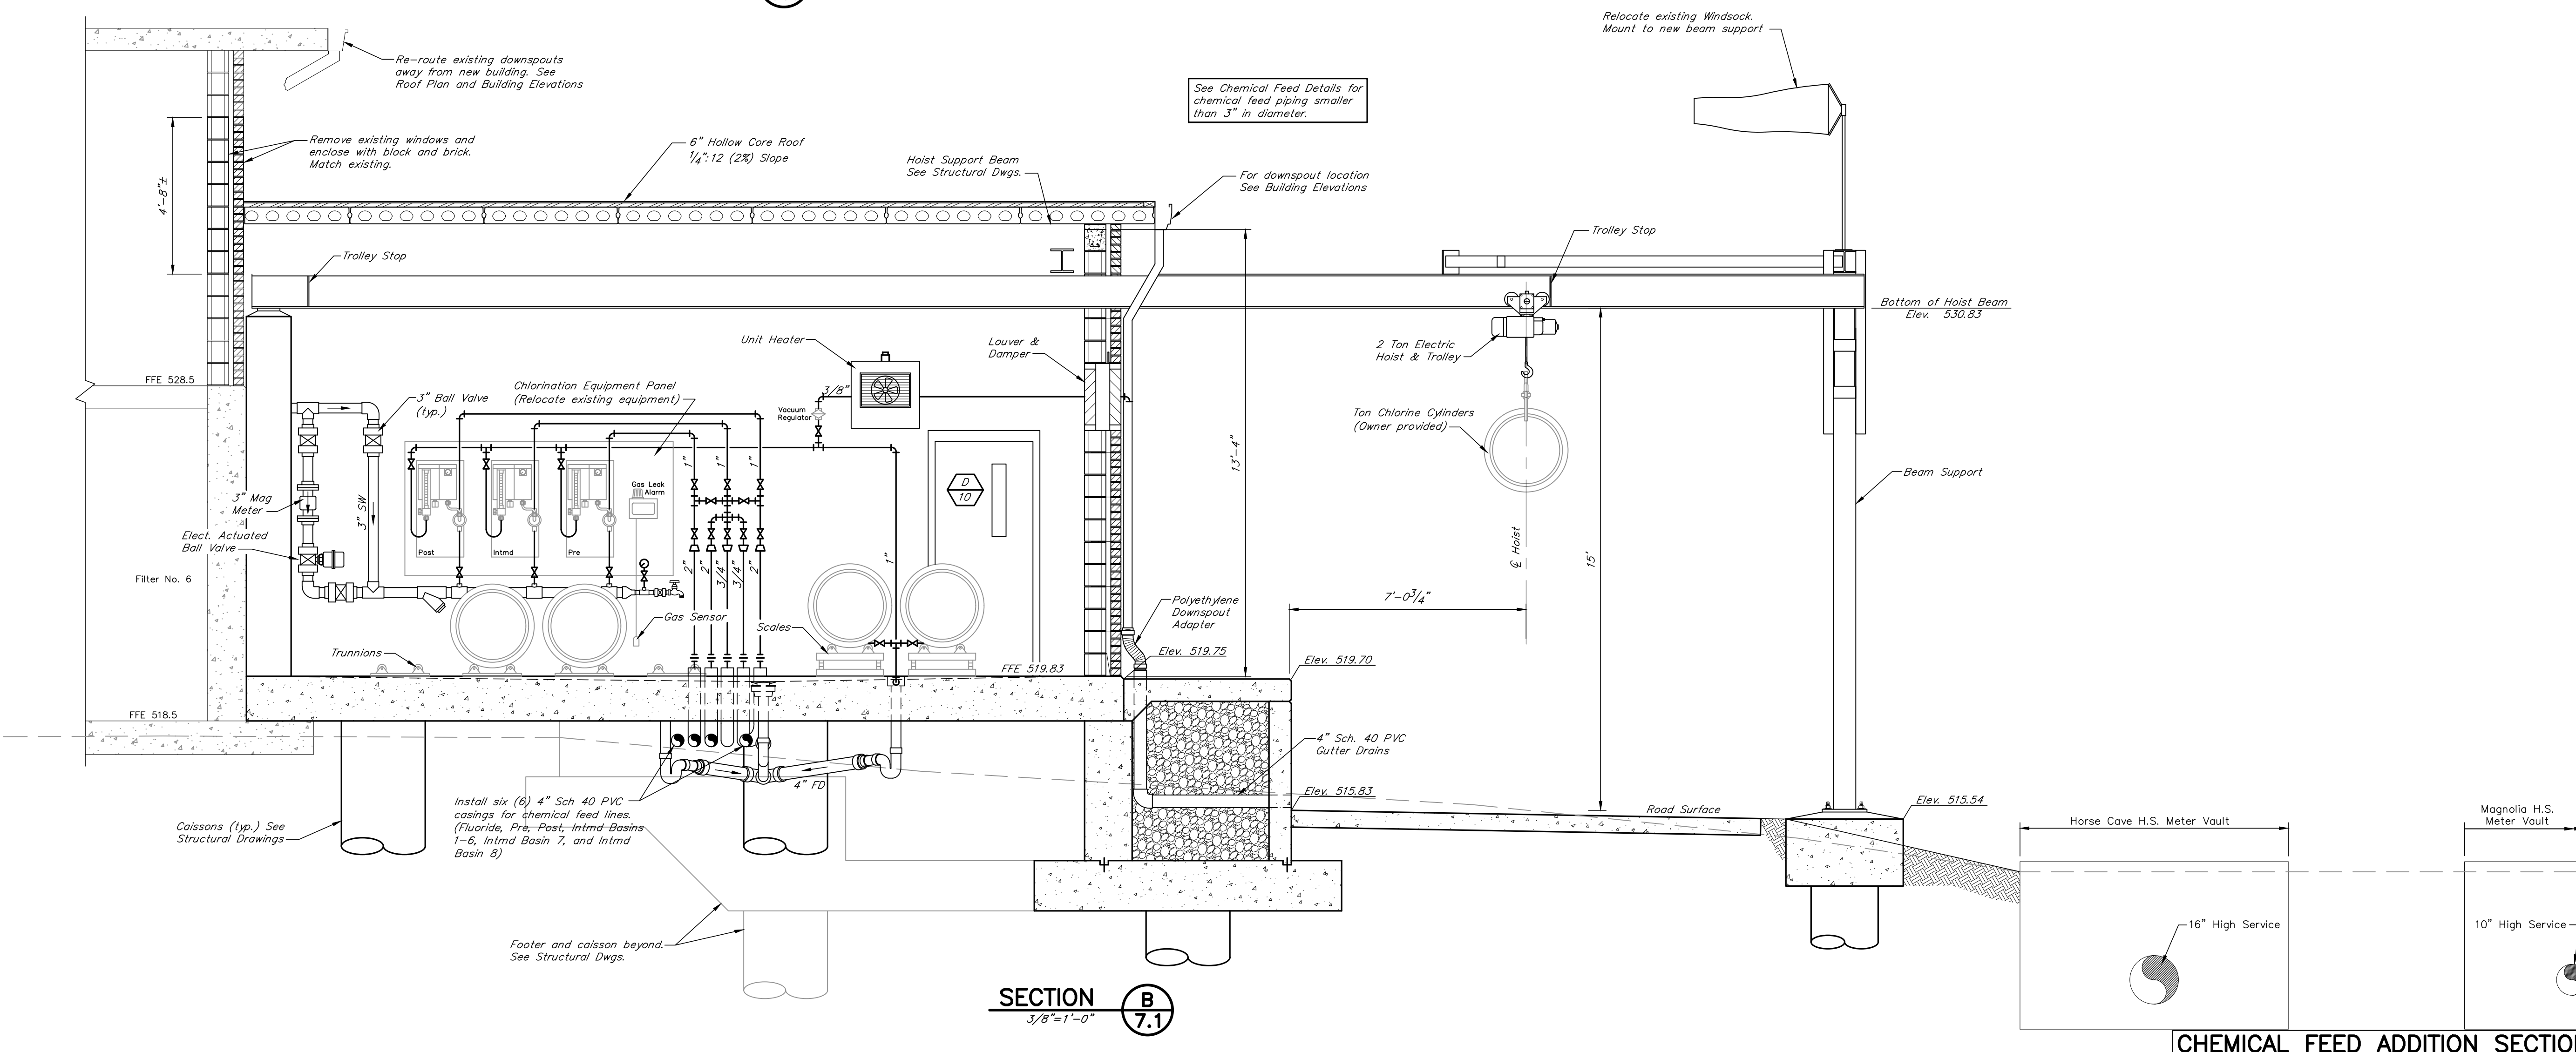 Relocate existing Windsock.
Mount to new beam support
Re-route existing downspouts
away from new building. See
Roof Plan and Building Elevations
See Chemical Feed Details for
chemical feed piping smaller
than 3" in diameter.
Remove existing windows and
enclose with block and brick.
Match existing.
6" Hollow Core Roof
1/4":12 (2%) Slope
Hoist Support Beam
See Structural Dwgs.
For downspout location
See Building Elevations
4'-8"±
Trolley Stop
Trolley Stop
Bottom of Hoist Beam
Elev. 530.83
Unit Heater
Louver &
Damper
2 Ton Electric
Hoist & Trolley
FFE 528.5
Chlorination Equipment Panel
(Relocate existing equipment)
3" Ball Valve
(typ.)
3/8"
Vacuum
Regulator
Ton Chlorine Cylinders
(Owner provided)
13'-4"
1"
1"
1"
Beam Support
Gas Leak
Alarm
D
10
3" Mag
Meter
3" SW
Elect. Actuated
Ball Valve
Post
Intmd
Pre
℄ Hoist
15'
2"
2"
3/4"
3/4"
2"
1"
Filter No. 6
7'-0 3/4"
Polyethylene
Downspout
Adapter
Gas Sensor
Scales
Trunnions
Elev. 519.75
Elev. 519.70
FFE 519.83
FFE 518.5
4" Sch. 40 PVC
Gutter Drains
4" FD
Elev. 515.83
Road Surface
Elev. 515.54
Install six (6) 4" Sch 40 PVC
casings for chemical feed lines.
(Fluoride, Pre, Post, Intmd Basins
1-6, Intmd Basin 7, and Intmd
Basin 8)
Caissons (typ.) See
Structural Drawings
Horse Cave H.S. Meter Vault
Magnolia H.S.
Meter Vault
16" High Service
10" High Service
Footer and caisson beyond.
See Structural Dwgs.
SECTION
3/8"=1'-0"
B
7.1
CHEMICAL FEED ADDITION SECTION